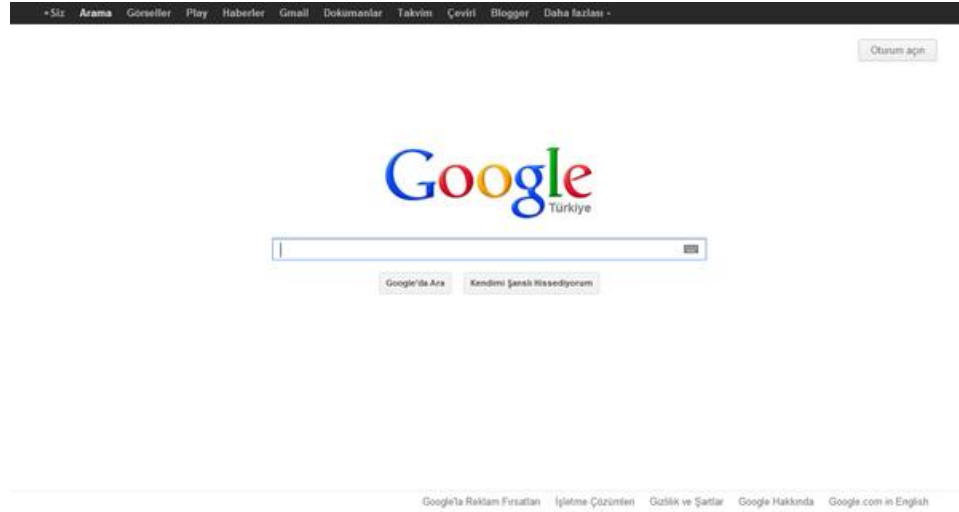 +Siz Arama Görseller Play Haberler Gmail Dokümanlar Takvim Çeviri Blogger Daha fazlası
Oturum açın
Google
Türkiye
Google'da Ara Kendimi Şanslı Hissediyorum
Google'la Reklam Fırsatları İşletme Çözümleri Gizlilik ve Şartlar Google Hakkında Google.com in English